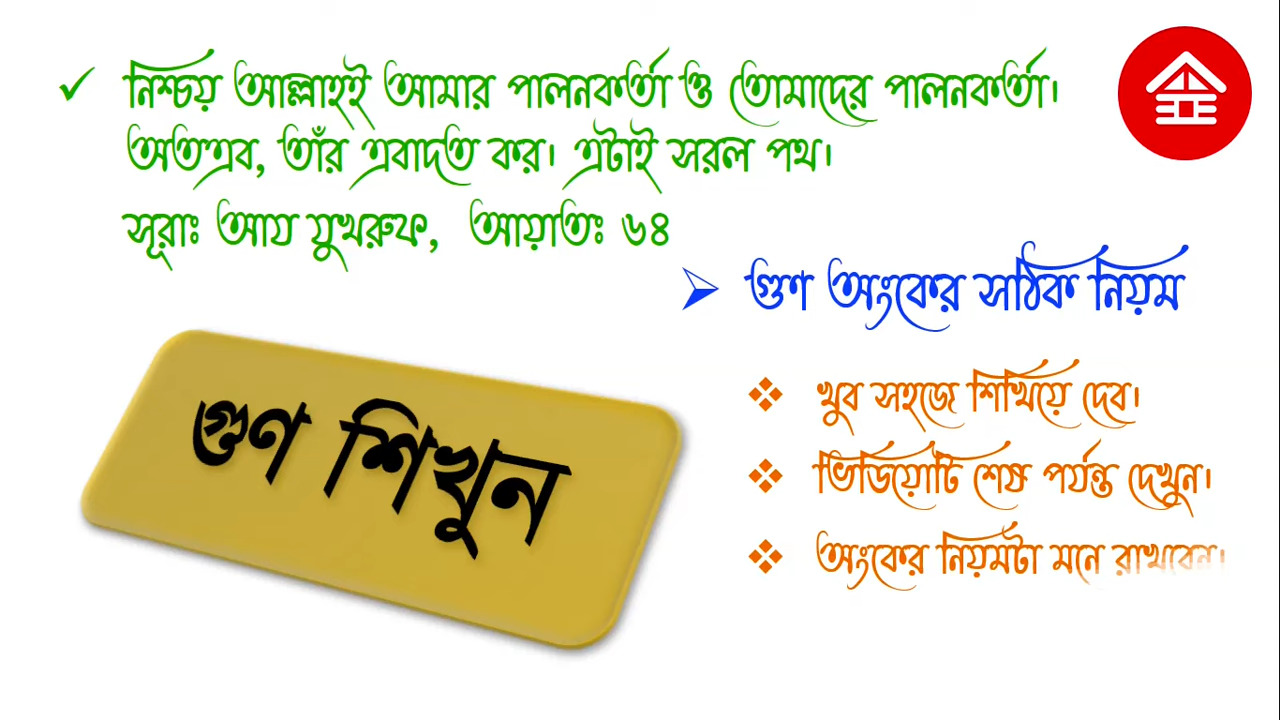 নিশ্চয় আল্লাহই আমার পালনকর্তা ও তোমাদের পালনকর্তা।
অতএব, তাঁর এবাদত কর। এটাই সরল পথ।
সূরাঃ আয যুখরুফ, আয়াতঃ ৬৪
গুণ অংকের সঠিক নিয়ম
গুণ শিখুন
খুব সহজে শিখিয়ে দেব।
ভিডিয়োটি শেষ পর্যন্ত দেখুন।
অংকের নিয়মটা মনে রাখবেন।